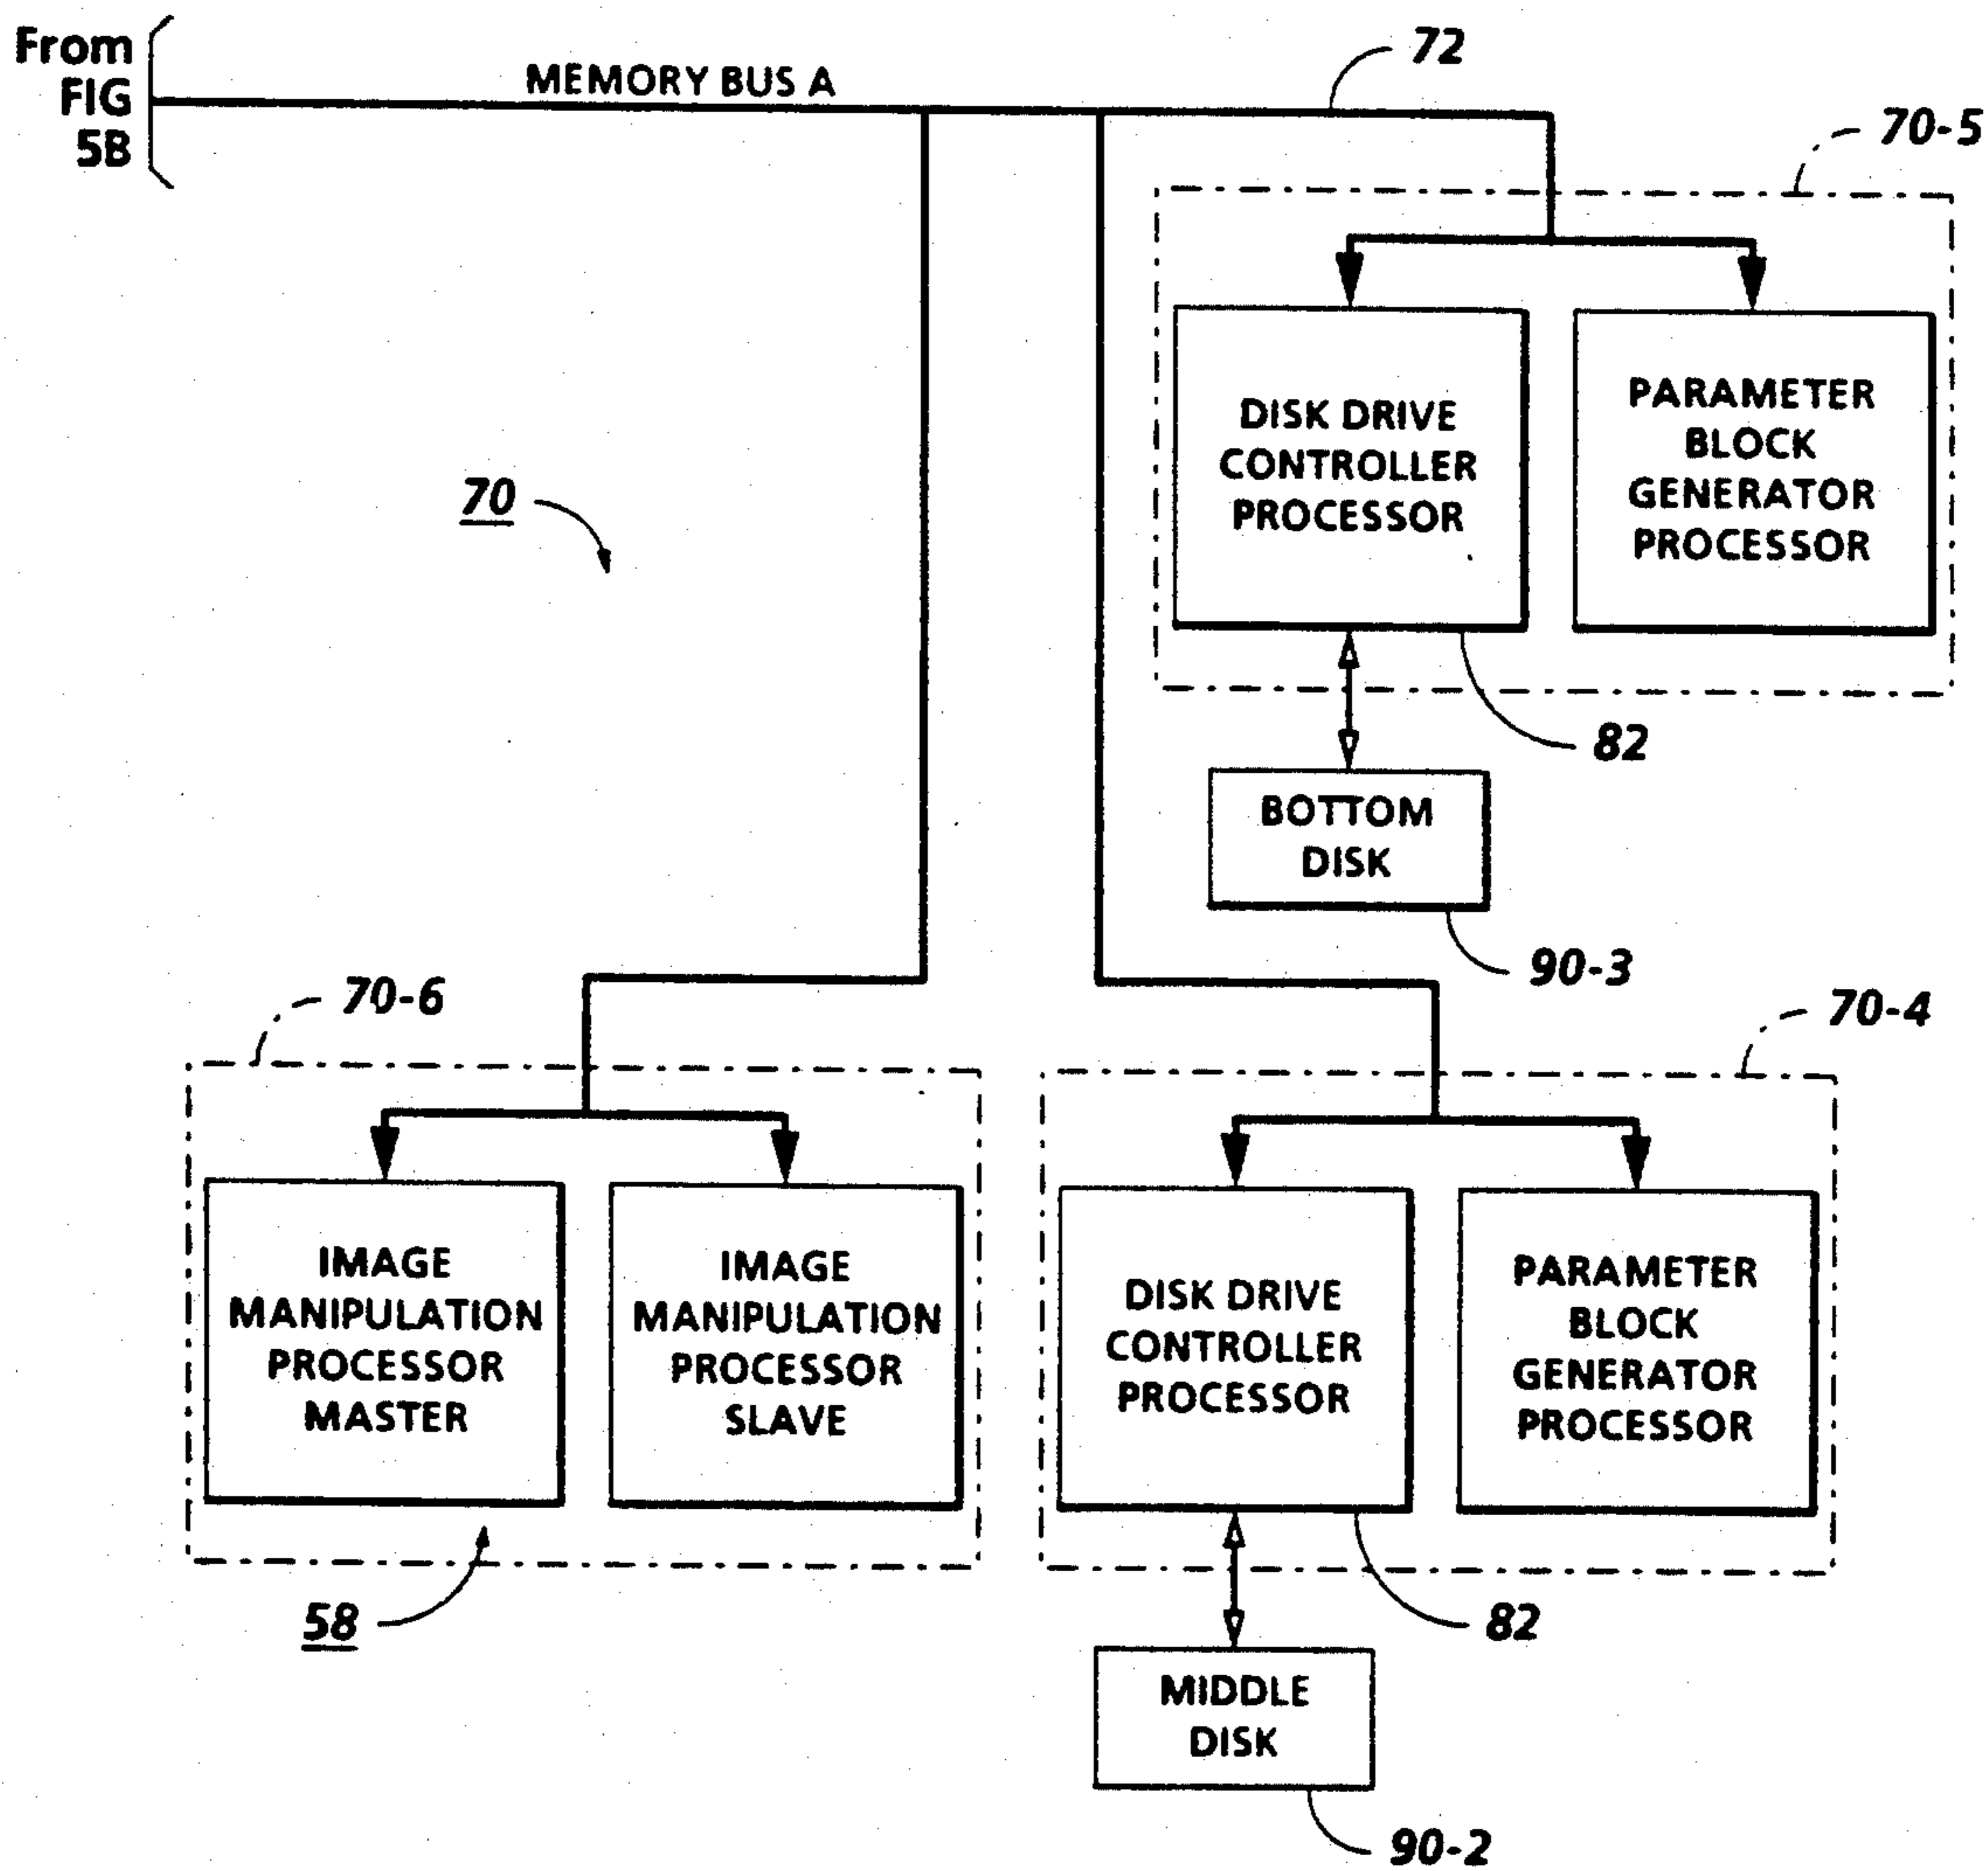 From
FIG
5B
MEMORY BUS A
72
70-5
DISK DRIVE
CONTROLLER
PROCESSOR
PARAMETER
BLOCK
GENERATOR
PROCESSOR
70
82
BOTTOM
DISK
90-3
70-6
70-4
IMAGE
MANIPULATION
PROCESSOR
MASTER
IMAGE
MANIPULATION
PROCESSOR
SLAVE
DISK DRIVE
CONTROLLER
PROCESSOR
PARAMETER
BLOCK
GENERATOR
PROCESSOR
58
82
MIDDLE
DISK
90-2